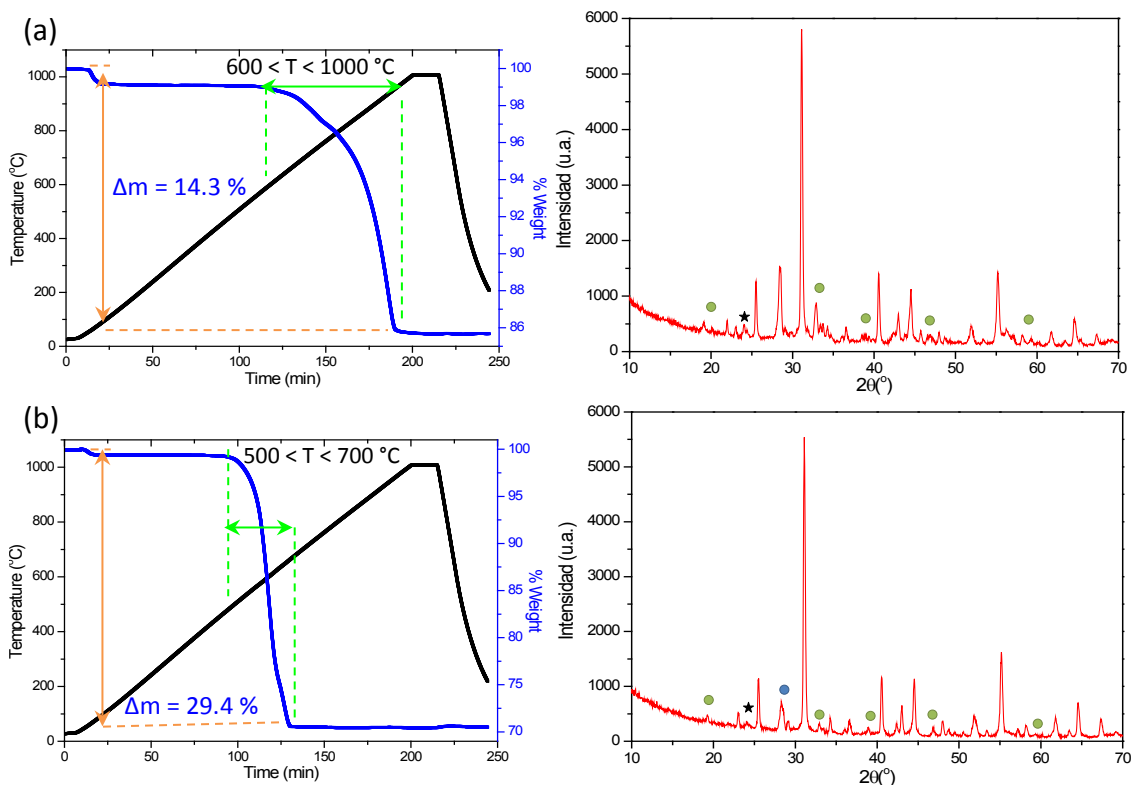 (a)
600 < T < 1000 °C
Δm = 14.3 %
Temperature (°C)
1000
800
600
400
200
0
% Weight
100
98
96
94
92
90
88
86
0 50 100 150 200 250
Time (min)
Intensidad (u.a.)
6000
5000
4000
3000
2000
1000
0
10 20 30 40 50 60 70
2θ(°)
(b)
500 < T < 700 °C
Δm = 29.4 %
Temperature (°C)
1000
800
600
400
200
0
% Weight
100
95
90
85
80
75
70
0 50 100 150 200 250
Time (min)
Intensidad (u.a.)
6000
5000
4000
3000
2000
1000
0
10 20 30 40 50 60 70
2θ(°)